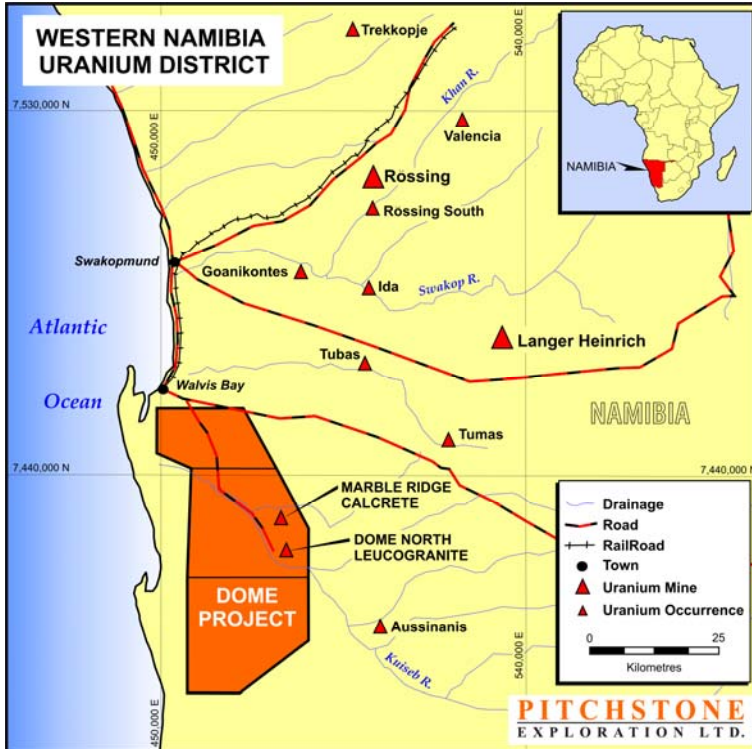 WESTERN NAMIBIA
URANIUM DISTRICT
Trekkopje
540,000 E
7,530,000 N
450,000 E
Khan R.
Valencia
NAMIBIA
Rössing
Rössing South
Swakopmund
Goanikontes
Ida
Swakop R.
Atlantic
Langer Heinrich
Tubas
Walvis Bay
Ocean
NAMIBIA
Tumas
7,440,000 N
7,440,000 N
MARBLE RIDGE
CALCRETE
DOME NORTH
LEUCOGRANITE
Drainage
Road
RailRoad
Town
Uranium Mine
Uranium Occurrence
DOME
PROJECT
Aussinanis
0 25
Kilometres
Kuiseb R.
540,000 E
450,000 E
PITCHSTONE
EXPLORATION LTD.